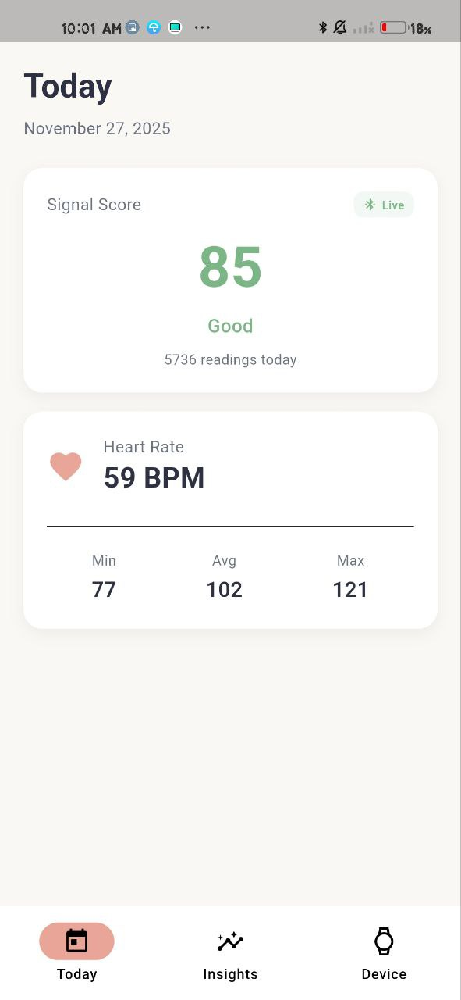 10:01 AM ... 18%
Today
November 27, 2025
Signal Score
Live
85
Good
5736 readings today
Heart Rate
59 BPM
Min Avg Max
77 102 121
Today Insights Device